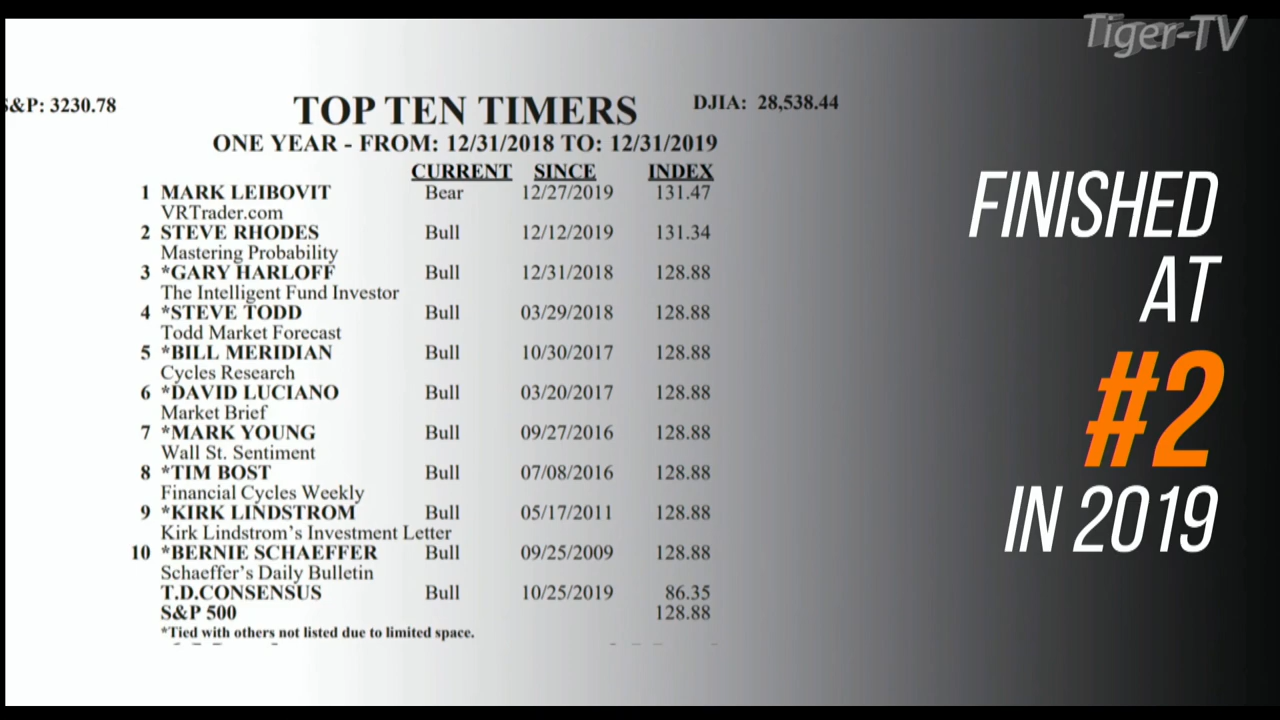 Tiger-TV
S&P: 3230.78
TOP TEN TIMERS
DJIA: 28,538.44
ONE YEAR - FROM: 12/31/2018 TO: 12/31/2019
CURRENT SINCE INDEX
1 MARK LEIBOVIT Bear 12/27/2019 131.47
VRTrader.com
2 STEVE RHODES Bull 12/12/2019 131.34
Mastering Probability
3 *GARY HARLOFF Bull 12/31/2018 128.88
The Intelligent Fund Investor
4 *STEVE TODD Bull 03/29/2018 128.88
Todd Market Forecast
5 *BILL MERIDIAN Bull 10/30/2017 128.88
Cycles Research
6 *DAVID LUCIANO Bull 03/20/2017 128.88
Market Brief
7 *MARK YOUNG Bull 09/27/2016 128.88
Wall St. Sentiment
8 *TIM BOST Bull 07/08/2016 128.88
Financial Cycles Weekly
9 *KIRK LINDSTROM Bull 05/17/2011 128.88
Kirk Lindstrom's Investment Letter
10 *BERNIE SCHAEFFER Bull 09/25/2009 128.88
Schaeffer's Daily Bulletin
T.D.CONSENSUS Bull 10/25/2019 86.35
S&P 500 128.88
*Tied with others not listed due to limited space.
FINISHED
AT
#2
IN 2019